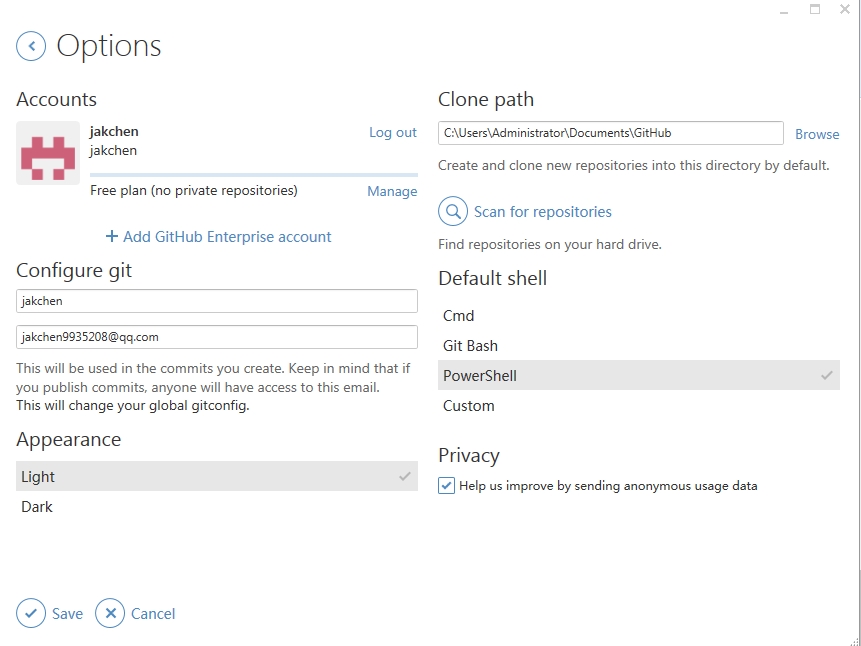 Options
Accounts
jakchen
Log out
jakchen
Free plan (no private repositories)
Manage
+ Add GitHub Enterprise account
Configure git
jakchen
jakchen9935208@qq.com
This will be used in the commits you create. Keep in mind that if
you publish commits, anyone will have access to this email.
This will change your global gitconfig.
Appearance
Light
Dark
Save
Cancel
Clone path
C:\Users\Administrator\Documents\GitHub
Browse
Create and clone new repositories into this directory by default.
Scan for repositories
Find repositories on your hard drive.
Default shell
Cmd
Git Bash
PowerShell
Custom
Privacy
Help us improve by sending anonymous usage data